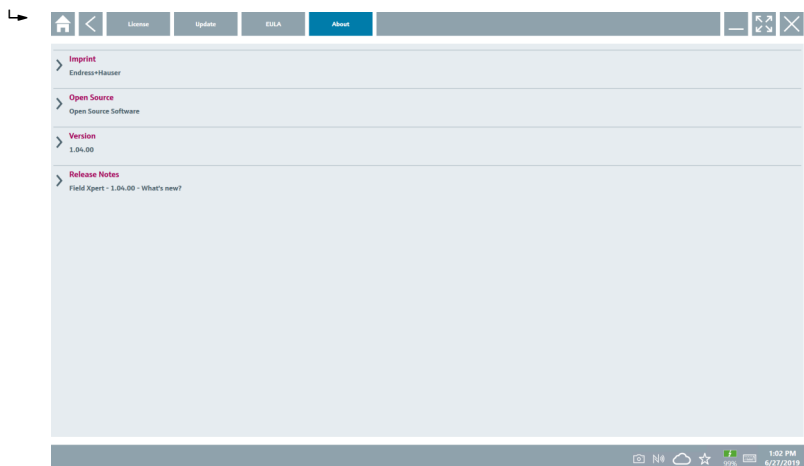 License Update EULA About
Imprint
Endress+Hauser
Open Source
Open Source Software
Version
1.04.00
Release Notes
Field Xpert - 1.04.00 - What's new?
99% 1:02 PM
6/27/2019